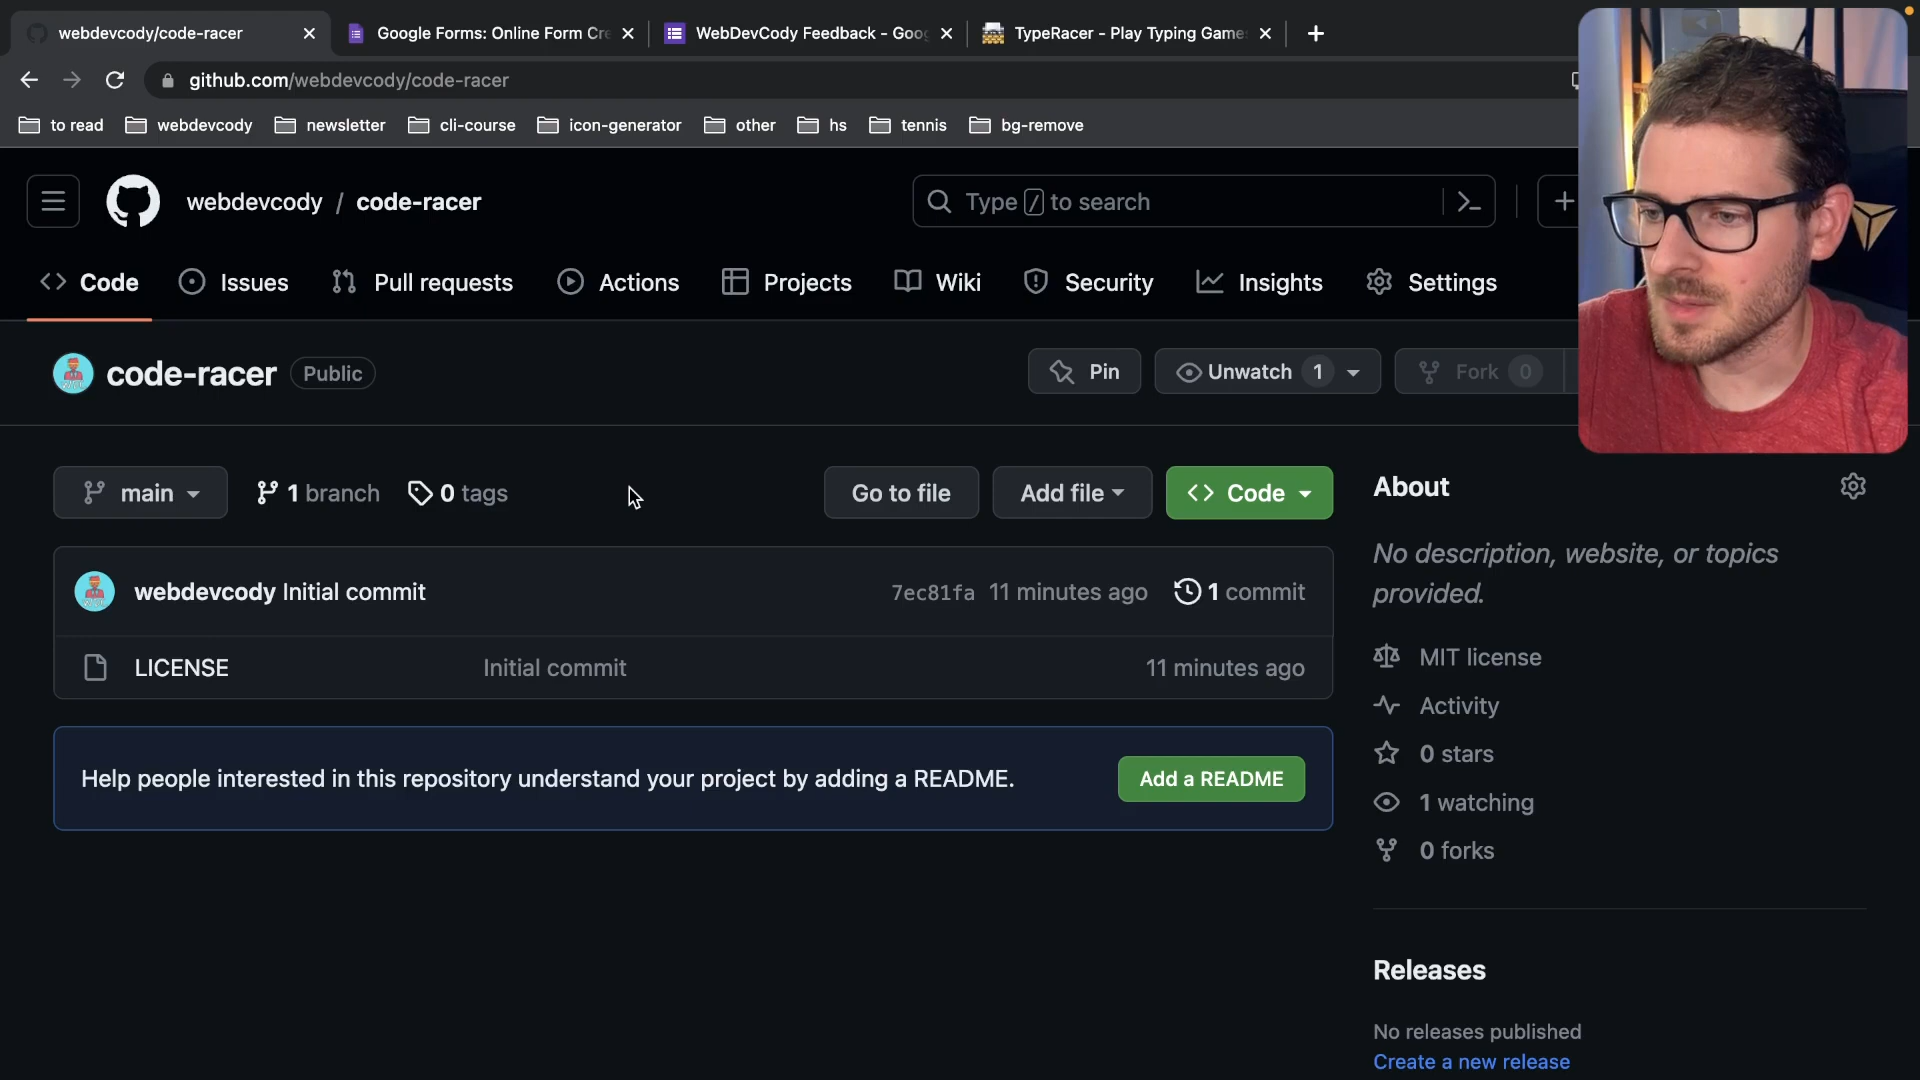 webdevcody/code-racer
Google Forms: Online Form Cre
WebDevCody Feedback - Goog
TypeRacer - Play Typing Games
github.com/webdevcody/code-racer
to read
webdevcody
newsletter
cli-course
icon-generator
other
hs
tennis
bg-remove
webdevcody / code-racer
Type / to search
Code
Issues
Pull requests
Actions
Projects
Wiki
Security
Insights
Settings
code-racer
Public
Pin
Unwatch 1
Fork 0
main
1 branch
0 tags
Go to file
Add file
Code
webdevcody Initial commit
7ec81fa 11 minutes ago
1 commit
LICENSE
Initial commit
11 minutes ago
Help people interested in this repository understand your project by adding a README.
Add a README
About
No description, website, or topics
provided.
MIT license
Activity
0 stars
1 watching
0 forks
Releases
No releases published
Create a new release